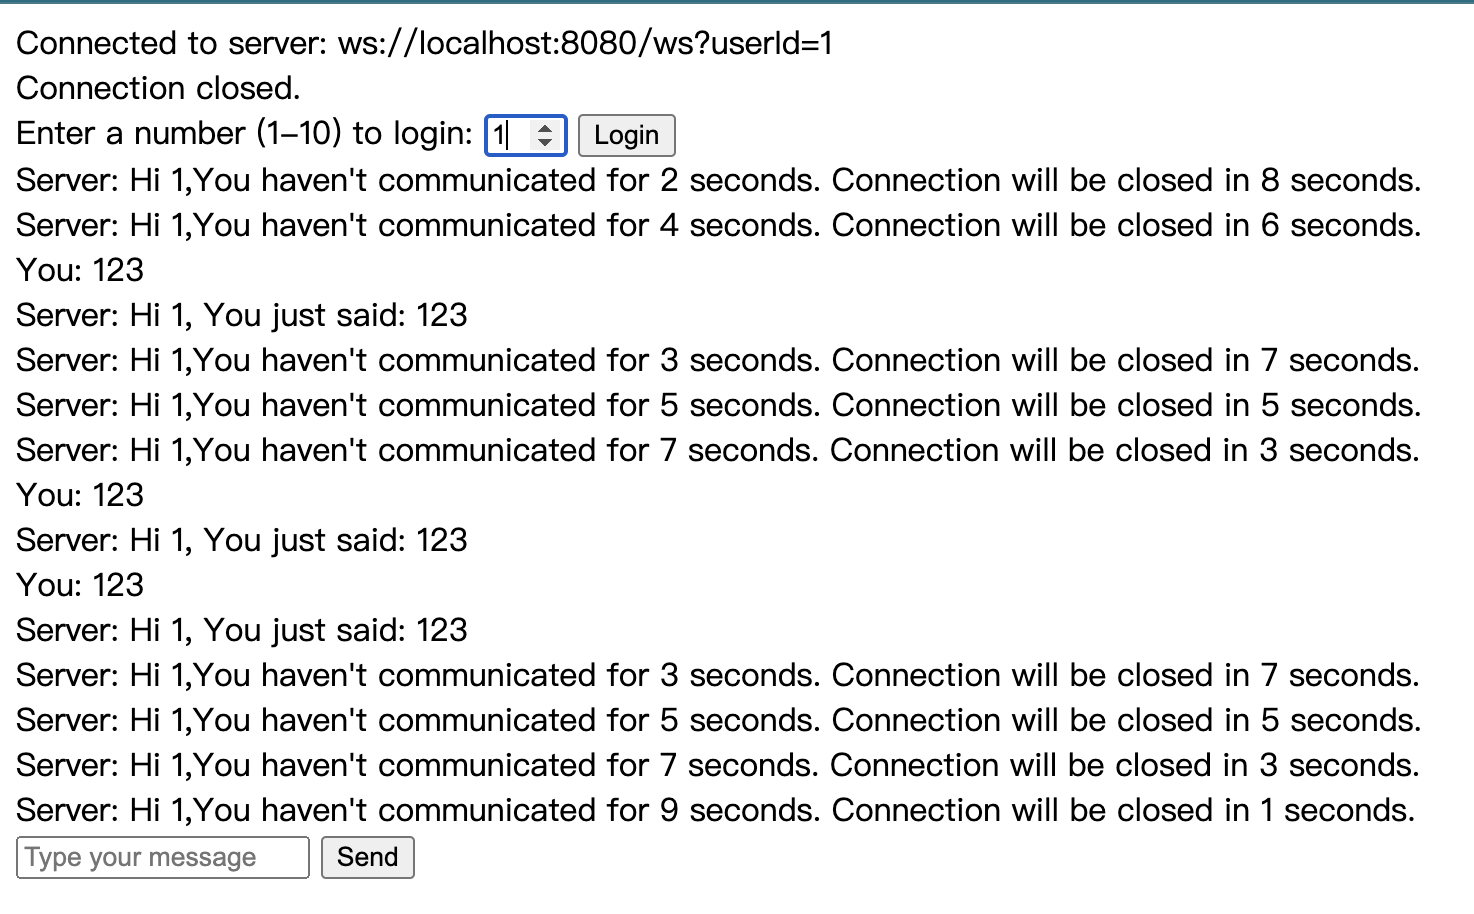 Connected to server: ws://localhost:8080/ws?userId=1
Connection closed.
Enter a number (1–10) to login: 1 Login
Server: Hi 1,You haven't communicated for 2 seconds. Connection will be closed in 8 seconds.
Server: Hi 1,You haven't communicated for 4 seconds. Connection will be closed in 6 seconds.
You: 123
Server: Hi 1, You just said: 123
Server: Hi 1,You haven't communicated for 3 seconds. Connection will be closed in 7 seconds.
Server: Hi 1,You haven't communicated for 5 seconds. Connection will be closed in 5 seconds.
Server: Hi 1,You haven't communicated for 7 seconds. Connection will be closed in 3 seconds.
You: 123
Server: Hi 1, You just said: 123
You: 123
Server: Hi 1, You just said: 123
Server: Hi 1,You haven't communicated for 3 seconds. Connection will be closed in 7 seconds.
Server: Hi 1,You haven't communicated for 5 seconds. Connection will be closed in 5 seconds.
Server: Hi 1,You haven't communicated for 7 seconds. Connection will be closed in 3 seconds.
Server: Hi 1,You haven't communicated for 9 seconds. Connection will be closed in 1 seconds.
Type your message Send